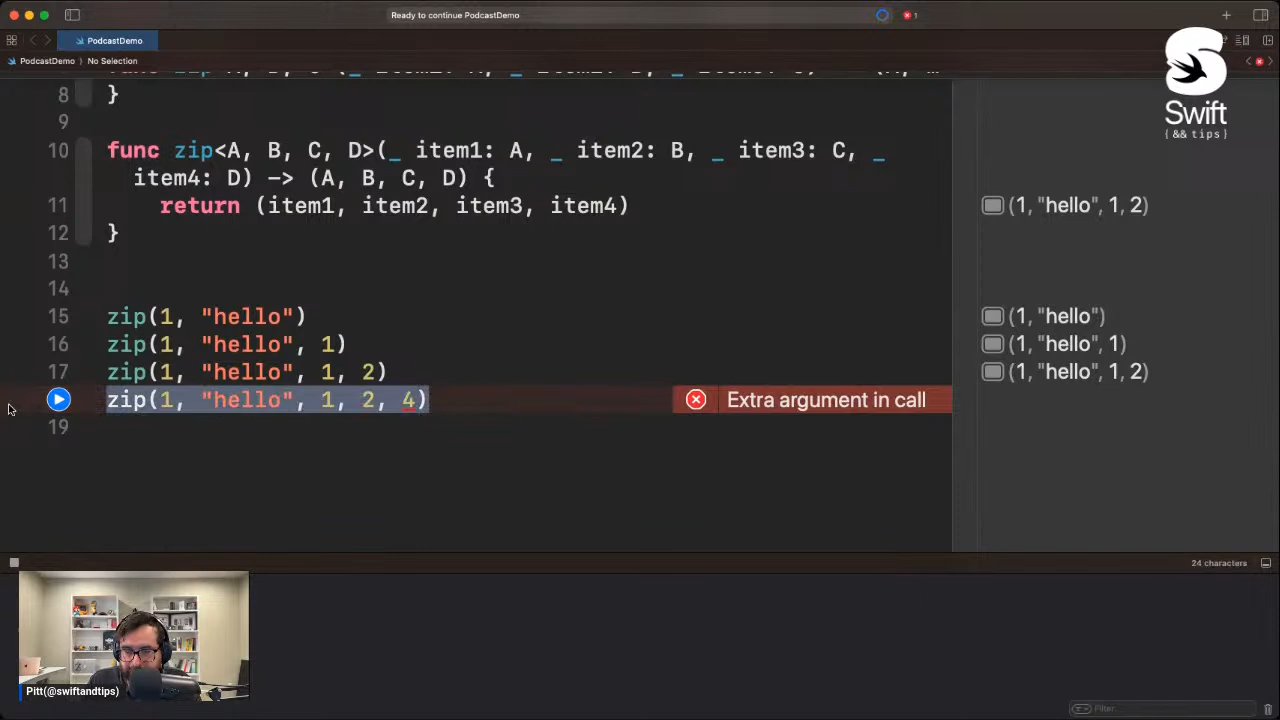 Ready to continue PodcastDemo
1
PodcastDemo
PodcastDemo 〉 No Selection
8 }
9
10 func zip<A, B, C, D>(_ item1: A, _ item2: B, _ item3: C, _
item4: D) -> (A, B, C, D) {
11 return (item1, item2, item3, item4)
(1, "hello", 1, 2)
12 }
13
14
15 zip(1, "hello")
(1, "hello")
16 zip(1, "hello", 1)
(1, "hello", 1)
17 zip(1, "hello", 1, 2)
(1, "hello", 1, 2)
zip(1, "hello", 1, 2, 4)
Extra argument in call
19
Swift
{ && tips }
24 characters
Pitt(@swiftandtips)
Filter